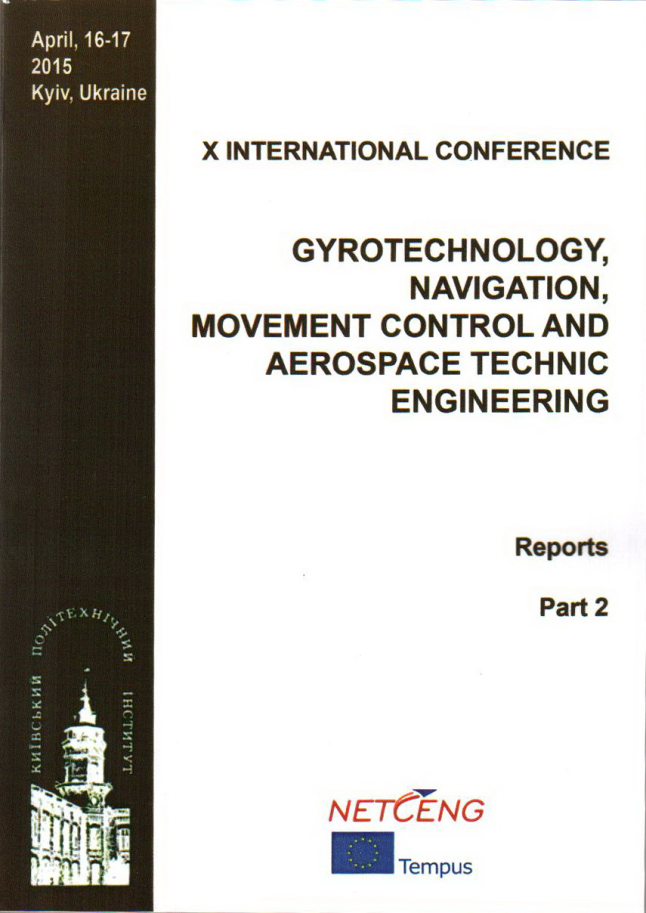 April, 16-17
2015
Kyiv, Ukraine
X INTERNATIONAL CONFERENCE
GYROTECHNOLOGY,
NAVIGATION,
MOVEMENT CONTROL AND
AEROSPACE TECHNIC
ENGINEERING
Reports
Part 2
КИЇВСЬКИЙ ПОЛІТЕХНІЧНИЙ ІНСТИТУТ
NETCENG
Tempus